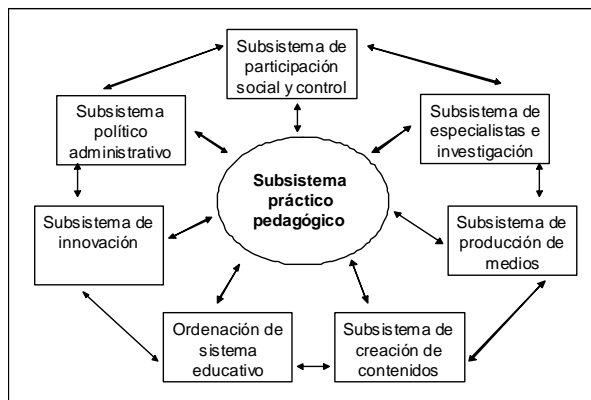 Subsistema de
participación
social y control
Subsistema
político
administrativo
Subsistema de
especialistas e
investigación
Subsistema
práctico
pedagógico
Subsistema de
innovación
Subsistema de
producción de
medios
Ordenación de
sistema
educativo
Subsistema de
creación de
contenidos